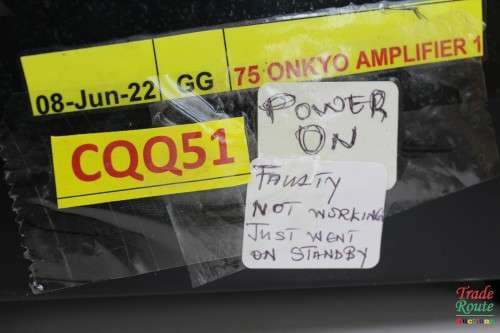 08-Jun-22 GG 75 ONKYO AMPLIFIER 1
CQQ51
POWER
ON
FAULTY
NOT WORKING
JUST WENT
ON STANDBY
Trade
Route